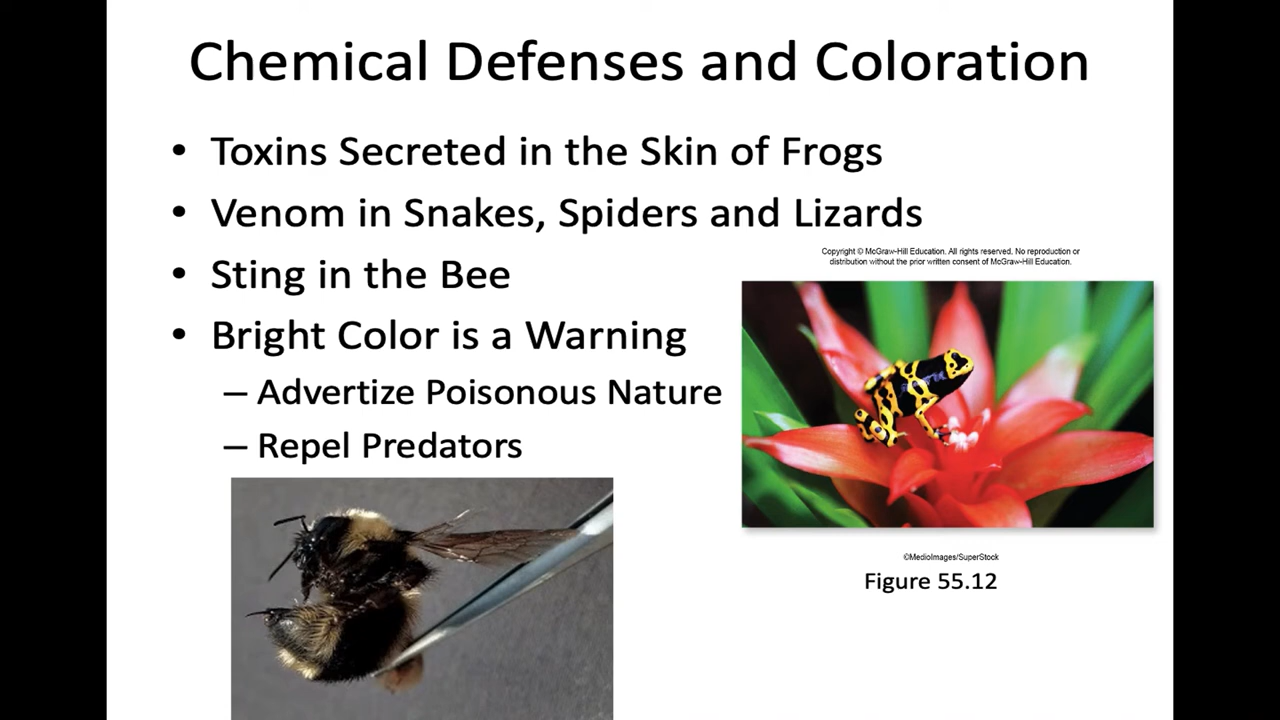 Chemical Defenses and Coloration
• Toxins Secreted in the Skin of Frogs
• Venom in Snakes, Spiders and Lizards
• Sting in the Bee
• Bright Color is a Warning
– Advertize Poisonous Nature
– Repel Predators
Copyright © McGraw-Hill Education. All rights reserved. No reproduction or
distribution without the prior written consent of McGraw-Hill Education.
©MedioImages/SuperStock
Figure 55.12